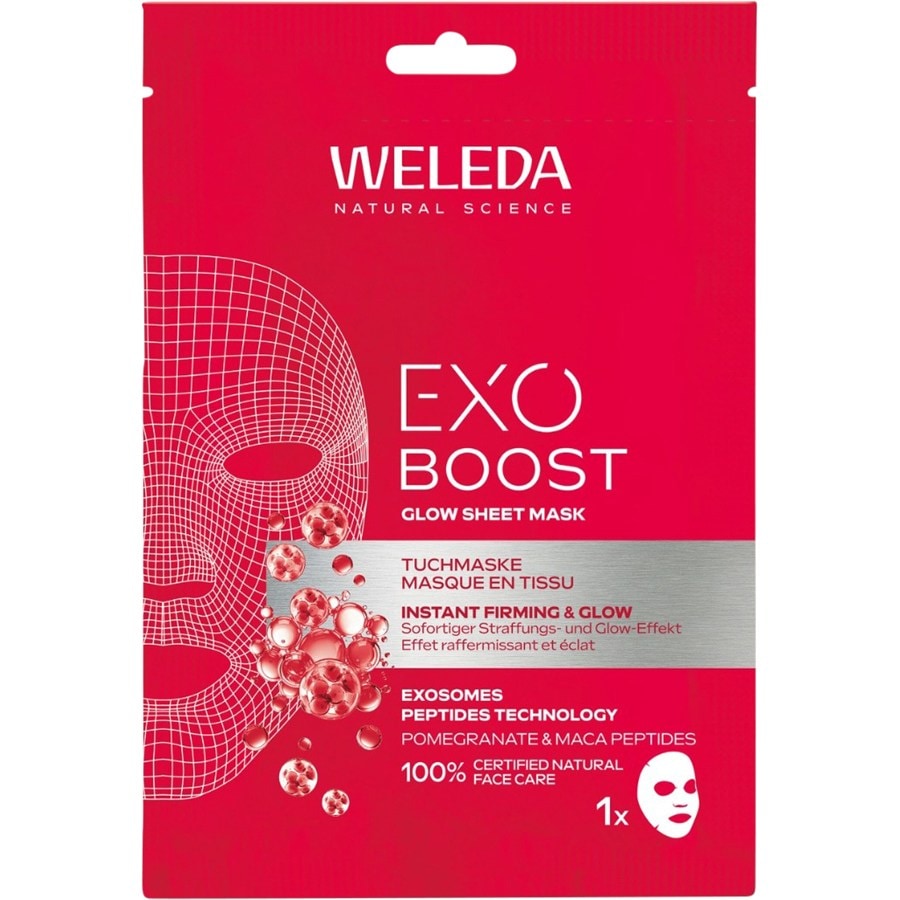 WELEDA
NATURAL SCIENCE
EXO
BOOST
GLOW SHEET MASK
TUCHMASKE
MASQUE EN TISSU
INSTANT FIRMING & GLOW
Sofortiger Straffungs- und Glow-Effekt
Effet raffermissant et éclat
EXOSOMES
PEPTIDES TECHNOLOGY
POMEGRANATE & MACA PEPTIDES
100% CERTIFIED NATURAL
FACE CARE
1x